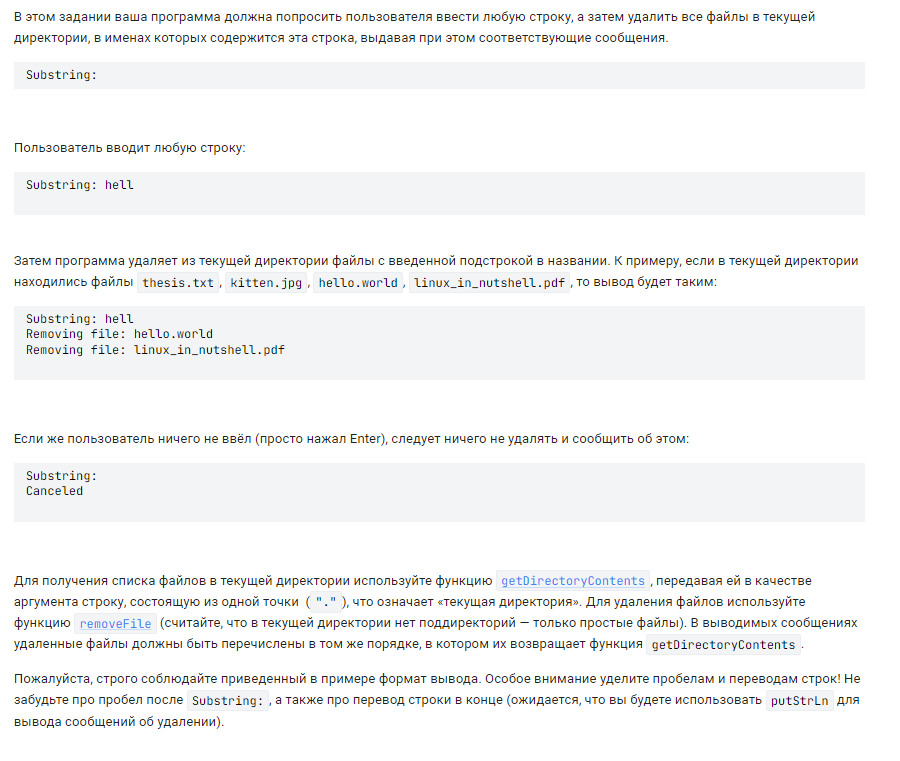 В этом задании ваша программа должна попросить пользователя ввести любую строку, а затем удалить все файлы в текущей
директории, в именах которых содержится эта строка, выдавая при этом соответствующие сообщения.
Substring:
Пользователь вводит любую строку:
Substring: hell
Затем программа удаляет из текущей директории файлы с введенной подстрокой в названии. К примеру, если в текущей директории
находились файлы thesis.txt, kitten.jpg, hello.world, linux_in_nutshell.pdf, то вывод будет таким:
Substring: hell
Removing file: hello.world
Removing file: linux_in_nutshell.pdf
Если же пользователь ничего не ввёл (просто нажал Enter), следует ничего не удалять и сообщить об этом:
Substring:
Canceled
Для получения списка файлов в текущей директории используйте функцию getDirectoryContents, передавая ей в качестве
аргумента строку, состоящую из одной точки ("."), что означает «текущая директория». Для удаления файлов используйте
функцию removeFile (считайте, что в текущей директории нет поддиректорий — только простые файлы). В выводимых сообщениях
удаленные файлы должны быть перечислены в том же порядке, в котором их возвращает функция getDirectoryContents.
Пожалуйста, строго соблюдайте приведенный в примере формат вывода. Особое внимание уделите пробелам и переводам строк! Не
забудьте про пробел после Substring:, а также про перевод строки в конце (ожидается, что вы будете использовать putStrLn для
вывода сообщений об удалении).